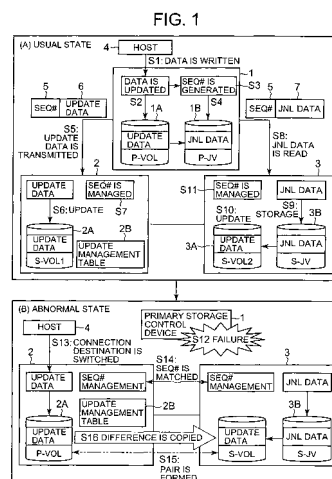 FIG. 1
(A) USUAL STATE
4
HOST
S1: DATA IS WRITTEN
5
6
SEQ#
UPDATE DATA
1
DATA IS UPDATED
SEQ# IS GENERATED
S3
S2
S4
1A
1B
UPDATE DATA
JNL DATA
P-VOL
P-JV
5
7
SEQ#
JNL DATA
S5: UPDATE DATA IS TRANSMITTED
S8: JNL DATA IS READ
2
UPDATE DATA
SEQ# IS MANAGED
S6: UPDATE
S7
2A
2B
UPDATE DATA
S-VOL1
UPDATE MANAGEMENT TABLE
3
S11
SEQ# IS MANAGED
JNL DATA
S10: UPDATE
S9: STORAGE
3B
3A
UPDATE DATA
JNL DATA
S-VOL2
S-JV
(B) ABNORMAL STATE
HOST
4
PRIMARY STORAGE CONTROL DEVICE
1
S12 FAILURE
S13: CONNECTION DESTINATION IS SWITCHED
S14: SEQ# IS MATCHED
2
3
UPDATE DATA
SEQ# MANAGEMENT
SEQ# MANAGEMENT
JNL DATA
2A
UPDATE MANAGEMENT TABLE
2B
3B
UPDATE DATA
S16 DIFFERENCE IS COPIED
UPDATE DATA
JNL DATA
P-VOL
S-VOL
S-JV
S15: PAIR IS FORMED